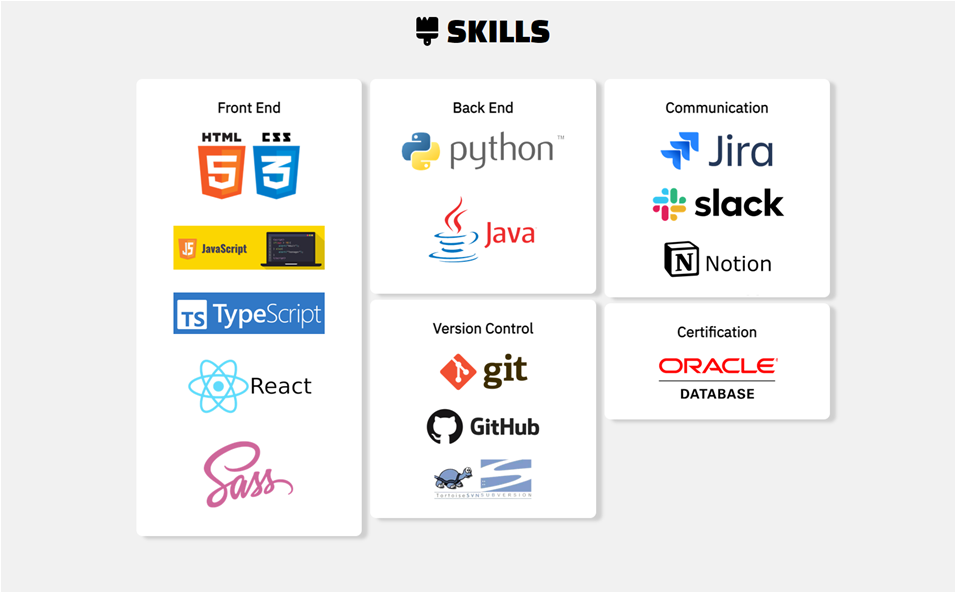 SKILLS
Front End
HTML CSS
5 3
JS JavaScript
TS TypeScript
React
Sass
Back End
python™
Java
Version Control
git
GitHub
TortoiseSVN SUBVERSION
Communication
Jira
slack
N Notion
Certification
ORACLE
DATABASE